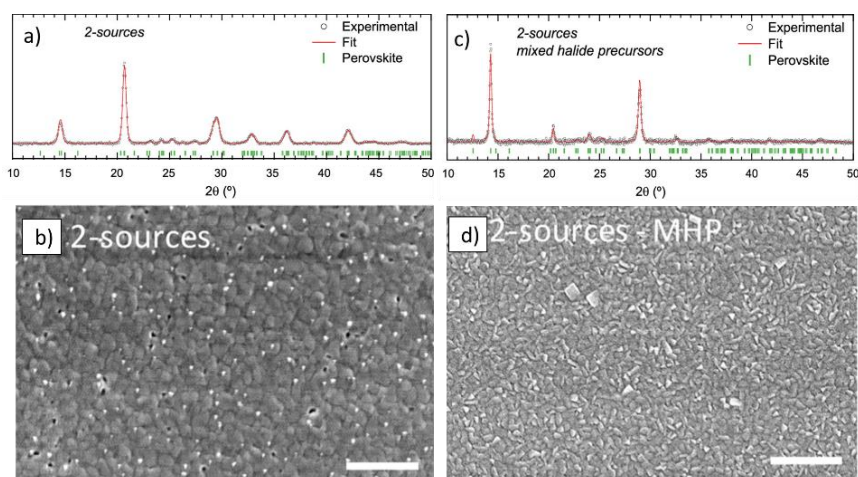 a)
2-sources
Experimental
Fit
Perovskite
10 15 20 25 30 35 40 45 50
2θ (º)
c)
2-sources
mixed halide precursors
Experimental
Fit
Perovskite
10 15 20 25 30 35 40 45 50
2θ (º)
b)
2-sources
d)
2-sources - MHP